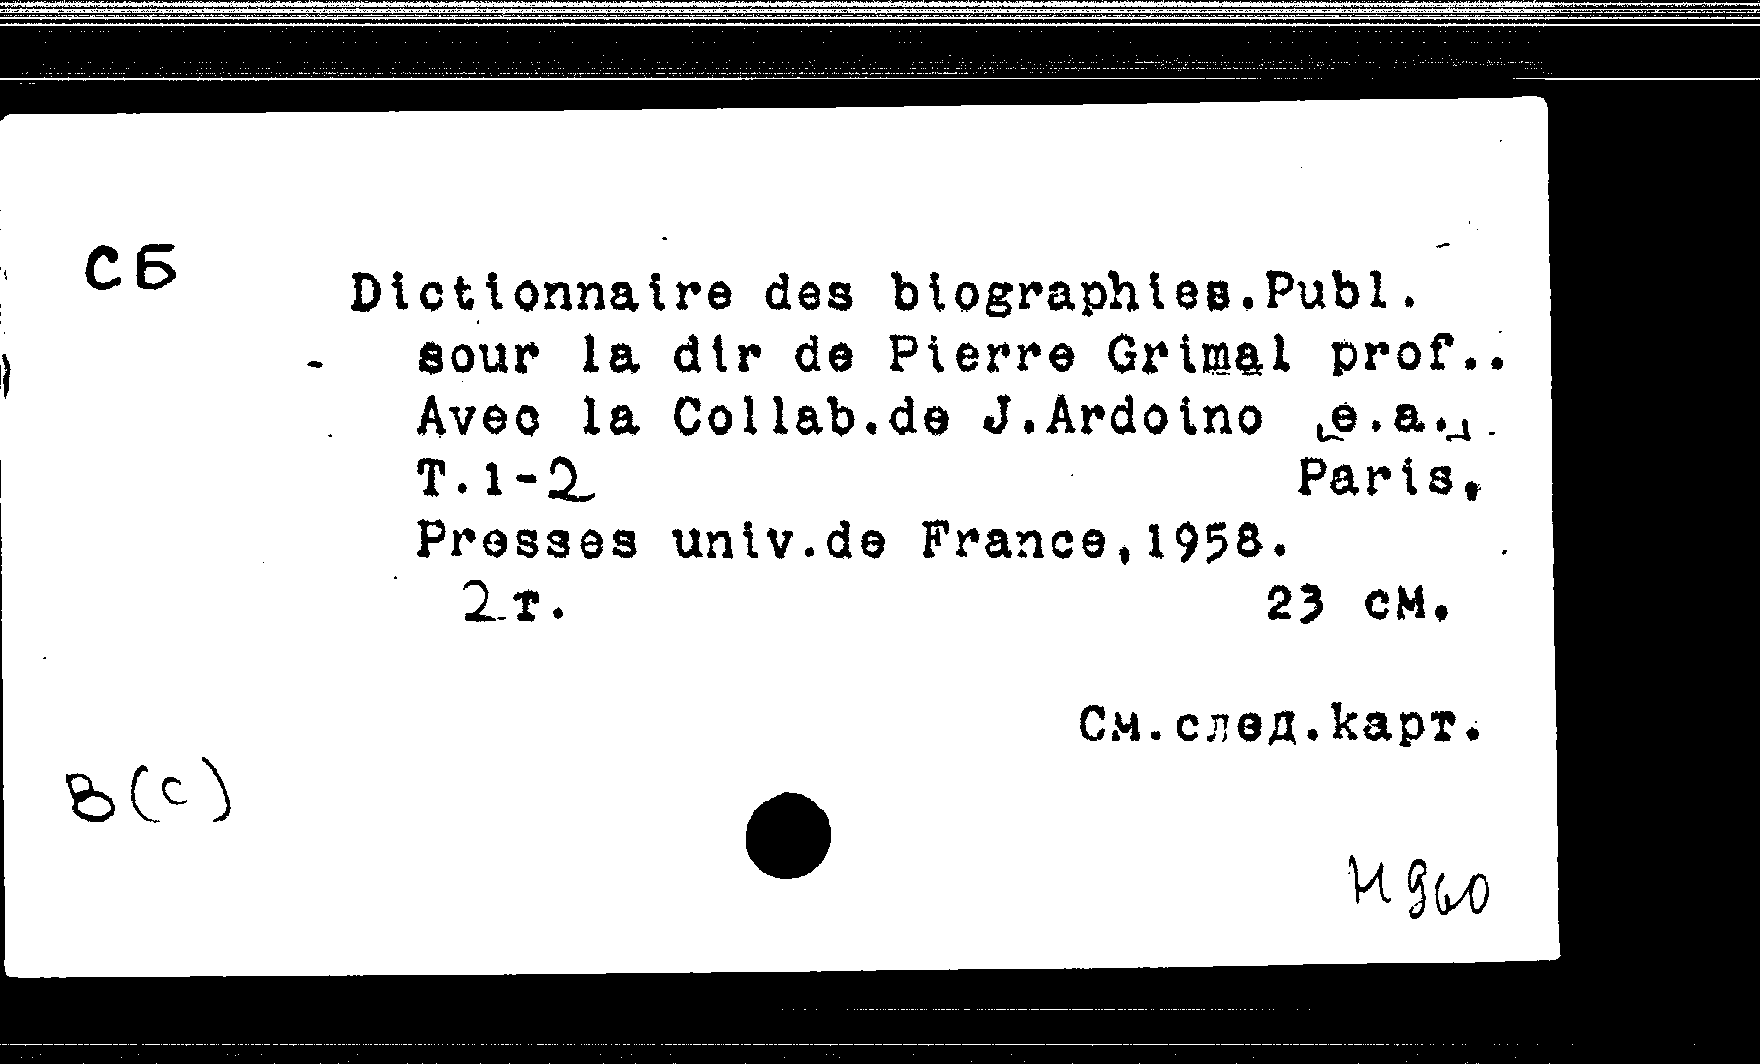 СБ
Dictionnaire des biographies.Publ.
sour la dir de Pierre Grimal prof..
Avec la Collab.de J.Ardoino [e.a.].
T.1-2 Paris,
Presses univ.de France,1958.
2 т. 23 см.
См.след.карт.
В(с)
И960